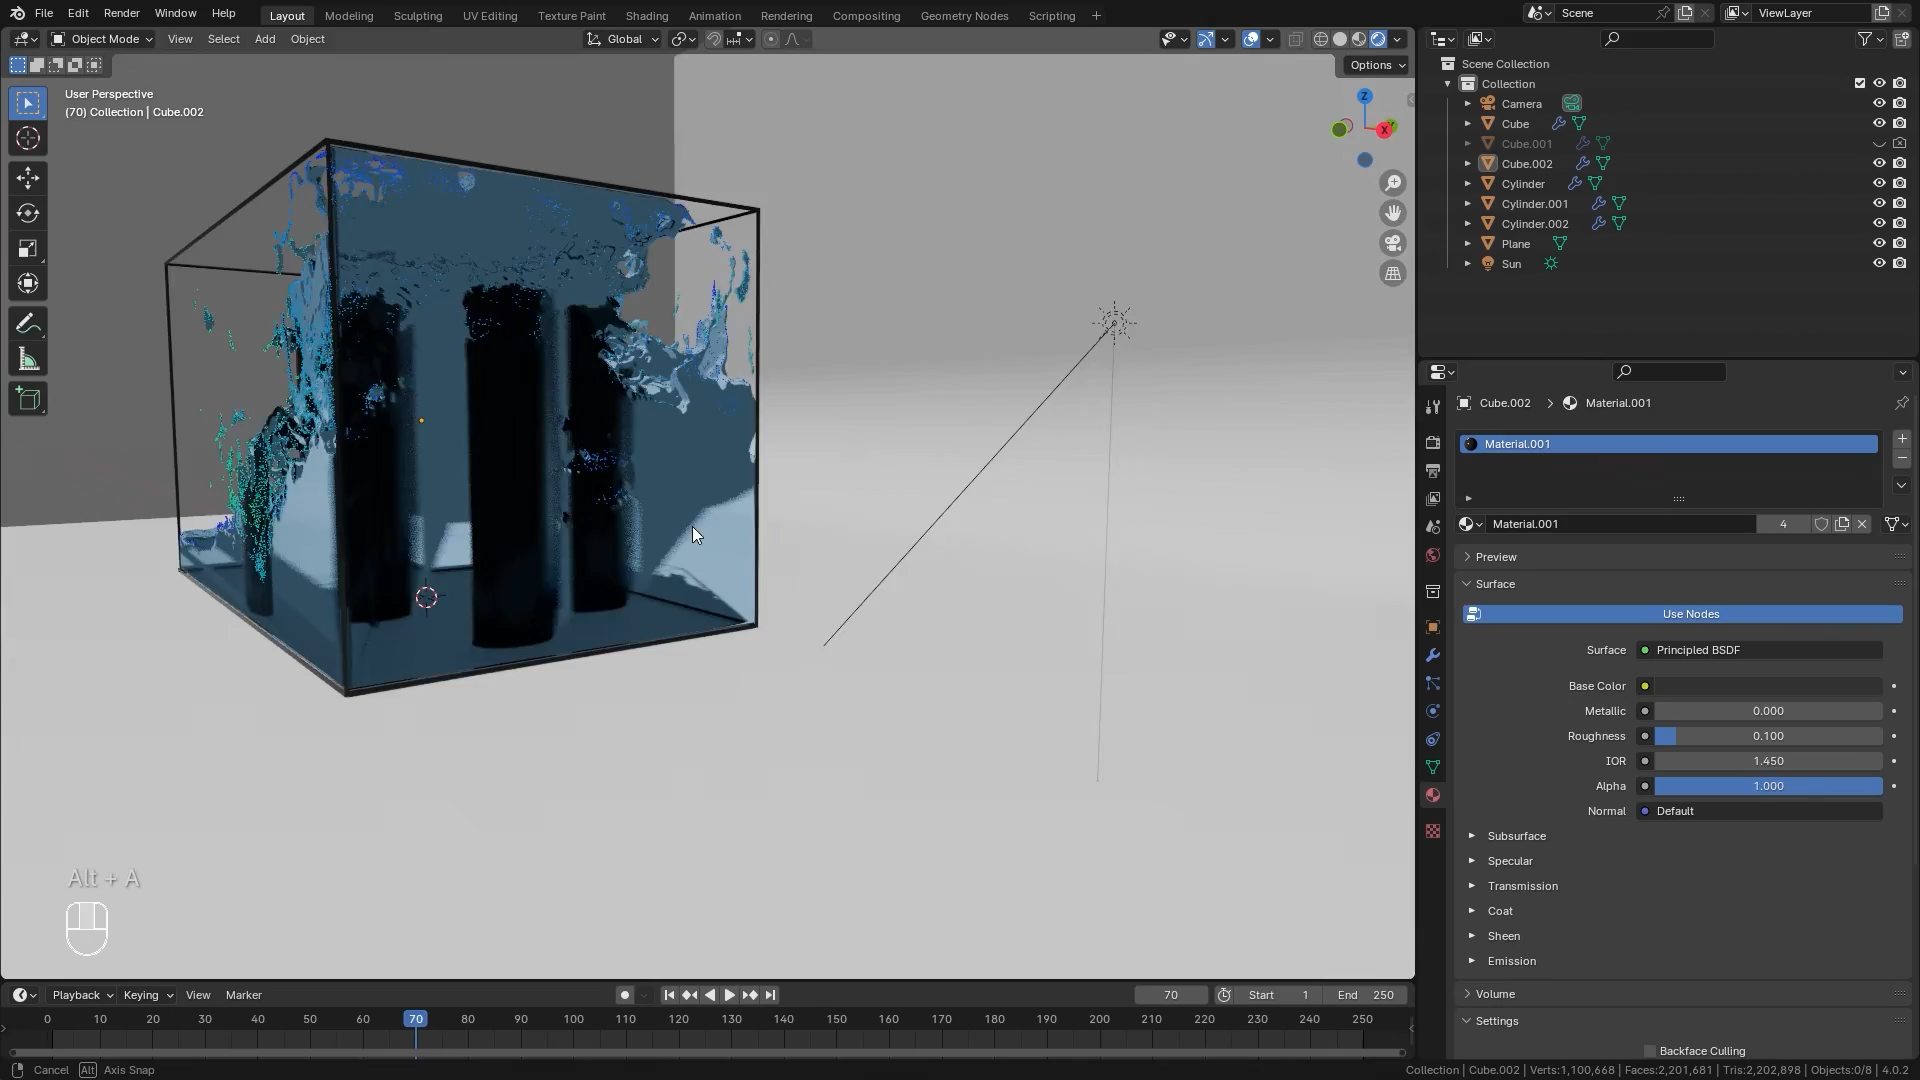 File Edit Render Window Help
Layout Modeling Sculpting UV Editing Texture Paint Shading Animation Rendering Compositing Geometry Nodes Scripting +
Scene ViewLayer
Object Mode View Select Add Object
Global
Options
User Perspective
(70) Collection | Cube.002
Z
X
Scene Collection
Collection
Camera
Cube
Cube.001
Cube.002
Cylinder
Cylinder.001
Cylinder.002
Plane
Sun
Cube.002 > Material.001
Material.001
Material.001 4
Preview
Surface
Use Nodes
Surface Principled BSDF
Base Color
Metallic 0.000
Roughness 0.100
IOR 1.450
Alpha 1.000
Normal Default
Subsurface
Specular
Transmission
Coat
Sheen
Emission
Volume
Settings
Backface Culling
Alt + A
Playback Keying View Marker
70 Start 1 End 250
0 10 20 30 40 50 60 70 80 90 100 110 120 130 140 150 160 170 180 190 200 210 220 230 240 250
Cancel Alt Axis Snap
Collection | Cube.002 | Verts:1,100,668 | Faces:2,201,681 | Tris:2,202,898 | Objects:0/8 | 4.0.2